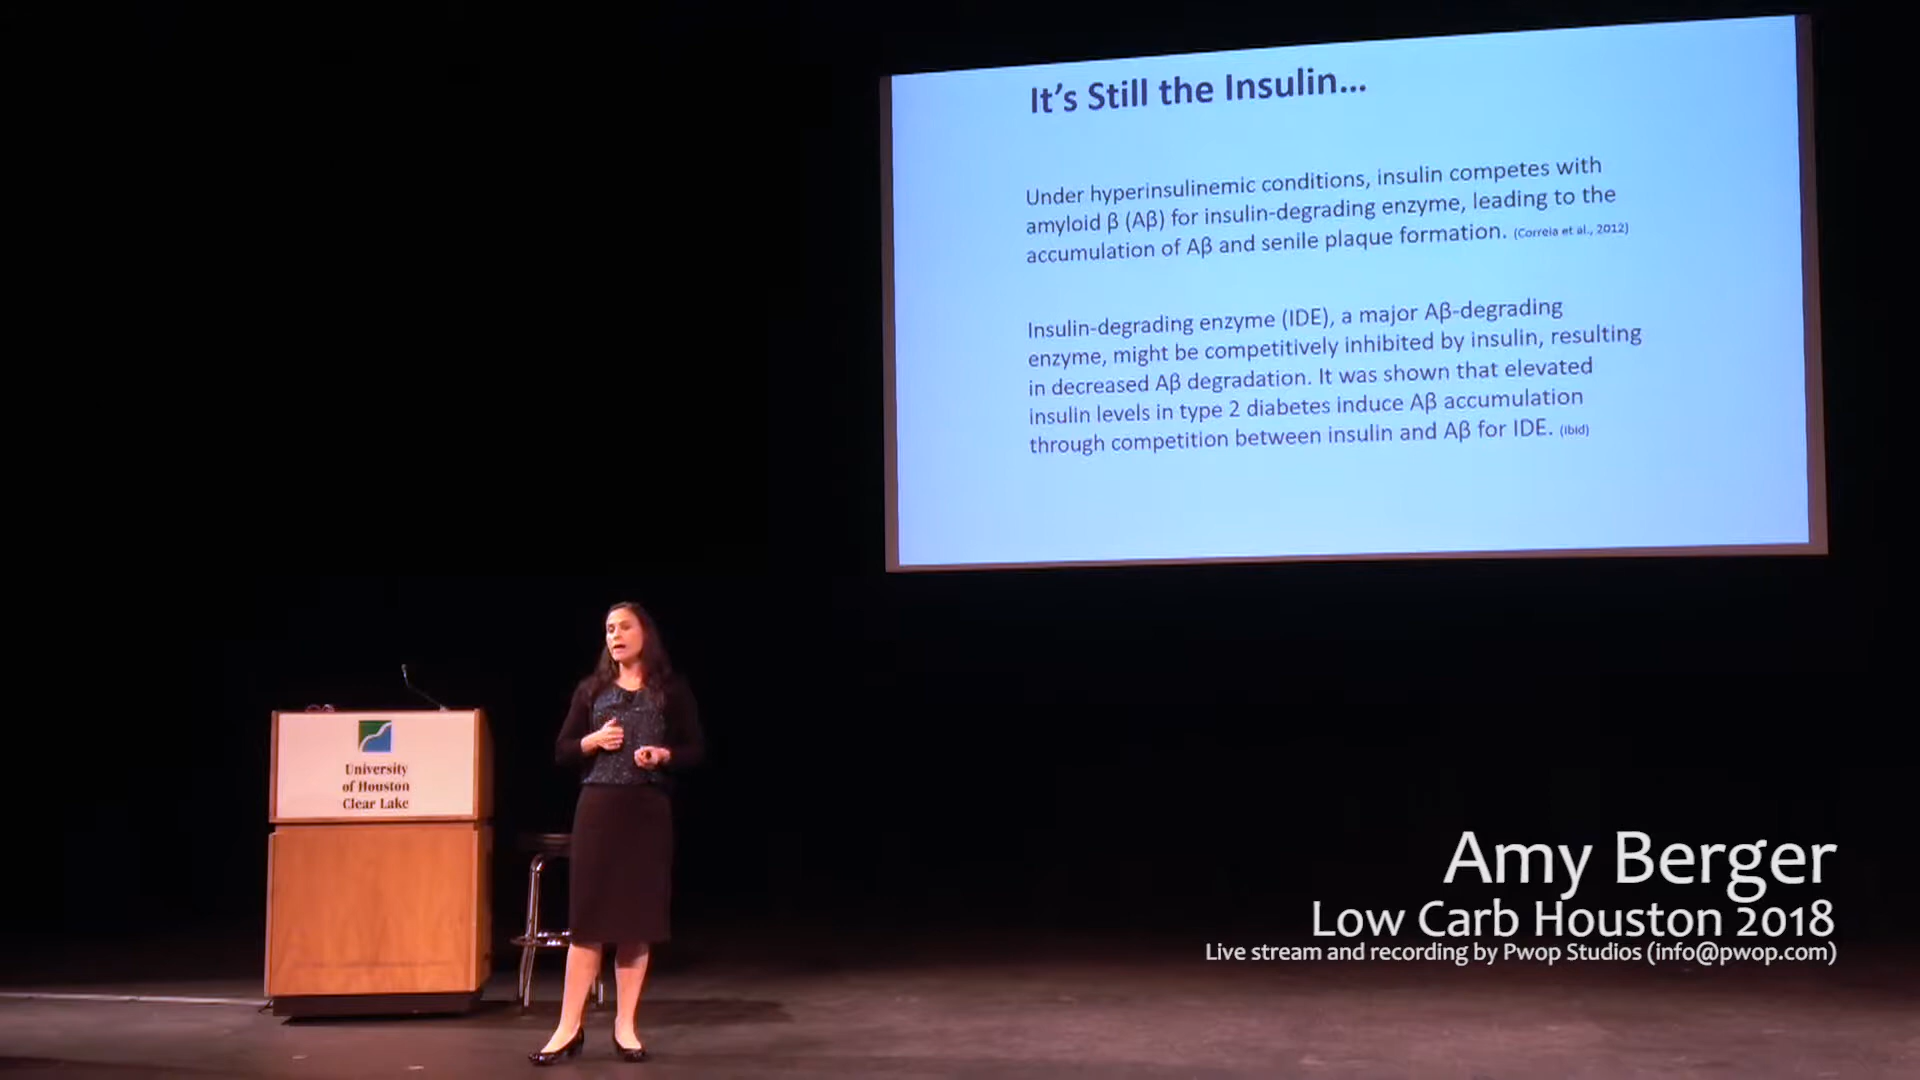 It's Still the Insulin...
Under hyperinsulinemic conditions, insulin competes with
amyloid β (Aβ) for insulin-degrading enzyme, leading to the
accumulation of Aβ and senile plaque formation. (Correia et al., 2012)
Insulin-degrading enzyme (IDE), a major Aβ-degrading
enzyme, might be competitively inhibited by insulin, resulting
in decreased Aβ degradation. It was shown that elevated
insulin levels in type 2 diabetes induce Aβ accumulation
through competition between insulin and Aβ for IDE. (Ibid)
University
of Houston
Clear Lake
Amy Berger
Low Carb Houston 2018
Live stream and recording by Pwop Studios (info@pwop.com)